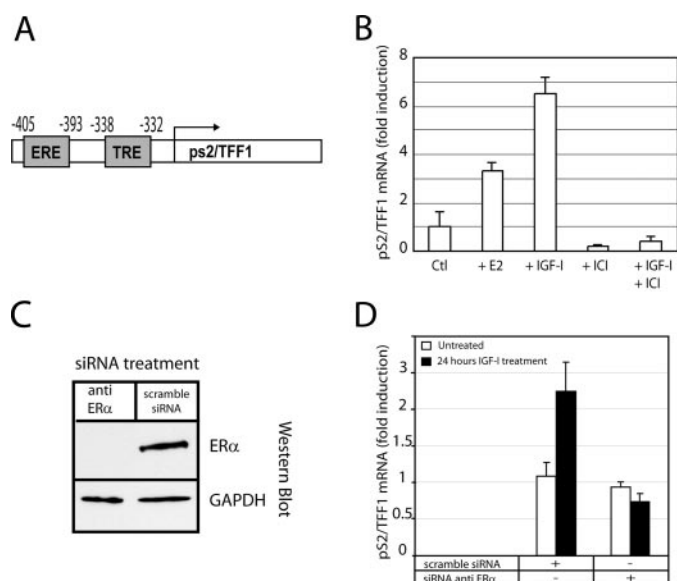 A
-405 -393 -338 -332
ERE TRE ps2/TFF1
B
pS2/TFF1 mRNA (fold induction)
8
6
4
2
0
Ctl + E2 + IGF-I + ICI + IGF-I
+ ICI
C
siRNA treatment
anti
ERα
scramble
siRNA
ERα
GAPDH
Western Blot
D
Untreated
24 hours IGF-I treatment
pS2/TFF1 mRNA (fold induction)
3
2
1.5
1
0.5
0
scramble siRNA + -
siRNA anti ERα - +